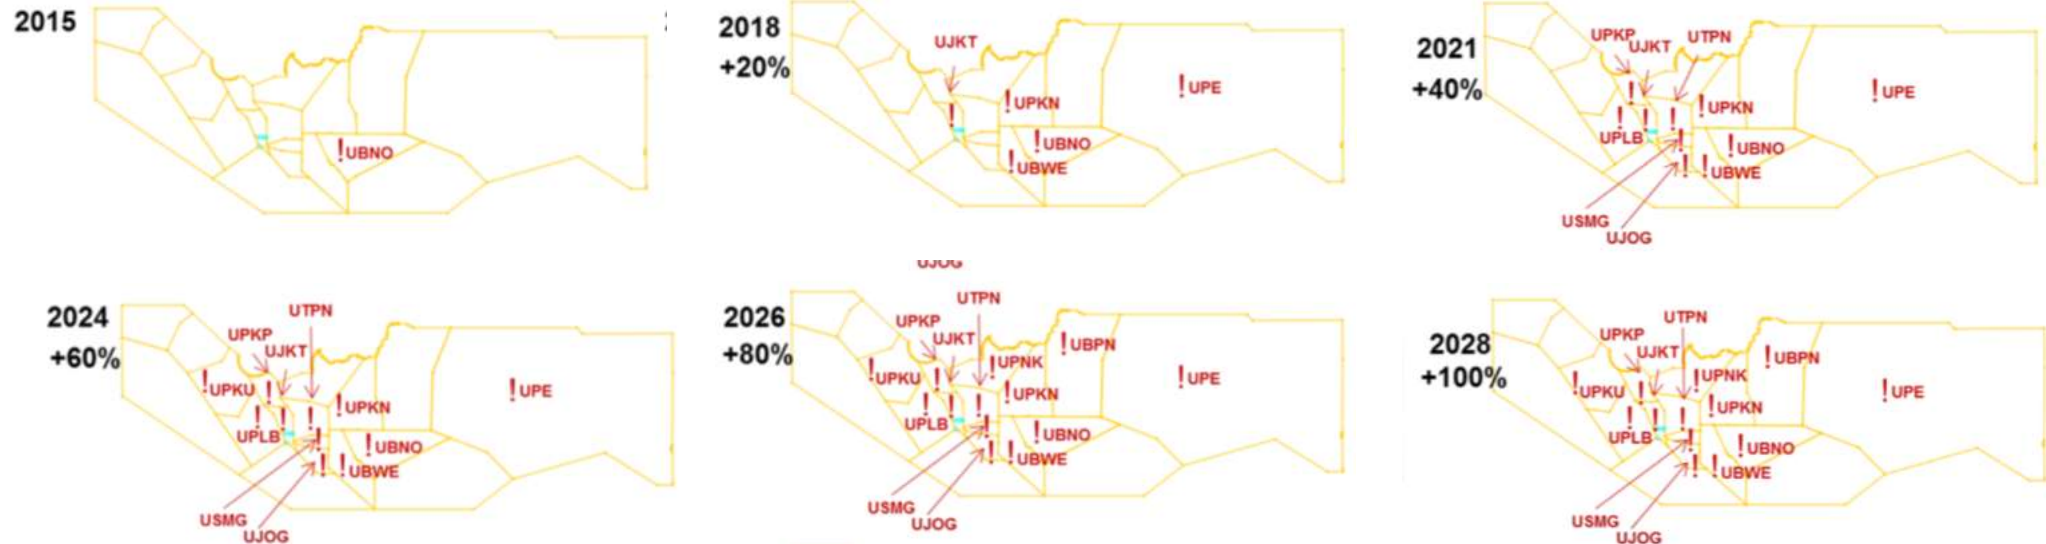 2015
!UBNO
2018
+20%
UJKT
!
!UPKN
!UPE
!UBNO
!UBWE
2021
+40%
UPKP
UJKT
UTPN
! ! ! !
!UPKN
!UPE
UPLB
!
!UBNO
!
!UBWE
USMG
UJOG
2024
+60%
UTPN
UPKP
UJKT
!UPKU
!
!UPKN
!UPE
! ! !
UPLB
!
!UBNO
!
!UBWE
USMG
UJOG
UJOG
2026
+80%
UTPN
UPKP
UJKT
!UBPN
!UPNK
!UPKU
!
!UPE
!UPKN
! ! !
UPLB
!
!UBNO
!
!UBWE
USMG
UJOG
2028
+100%
UTPN
UPKP
UJKT
!UBPN
!UPNK
!UPKU
!
!UPE
!UPKN
! ! !
UPLB
!
!UBNO
!
!UBWE
USMG
UJOG